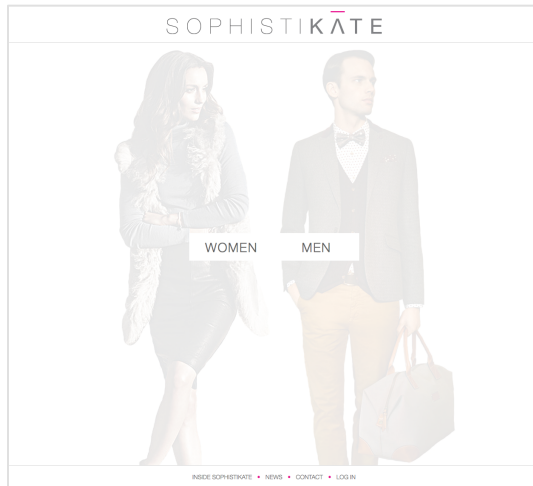 SOPHISTIKATE
WOMEN MEN
INSIDE SOPHISTIKATE • NEWS • CONTACT • LOG IN